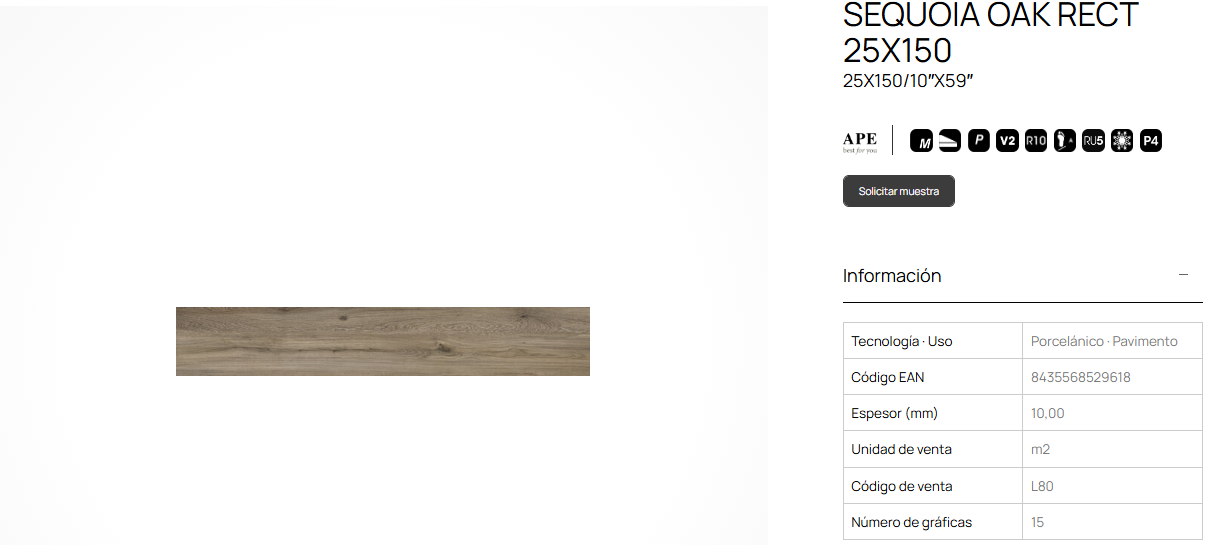 SEQUOIA OAK RECT
25X150
25X150/10″X59″
APE
best for you
M
P
V2
R10
A
RU5
P4
Solicitar muestra
Información
Tecnología · Uso
Porcelánico · Pavimento
Código EAN
8435568529618
Espesor (mm)
10,00
Unidad de venta
m2
Código de venta
L80
Número de gráficas
15